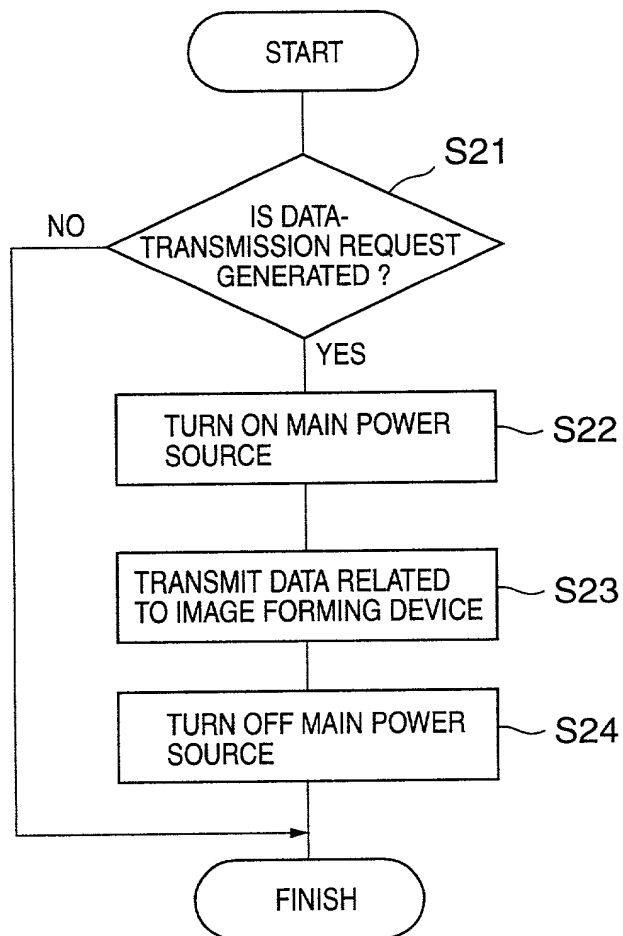 START
S21
IS DATA-
TRANSMISSION REQUEST
GENERATED ?
NO
YES
TURN ON MAIN POWER
SOURCE
S22
TRANSMIT DATA RELATED
TO IMAGE FORMING DEVICE
S23
TURN OFF MAIN POWER
SOURCE
S24
FINISH